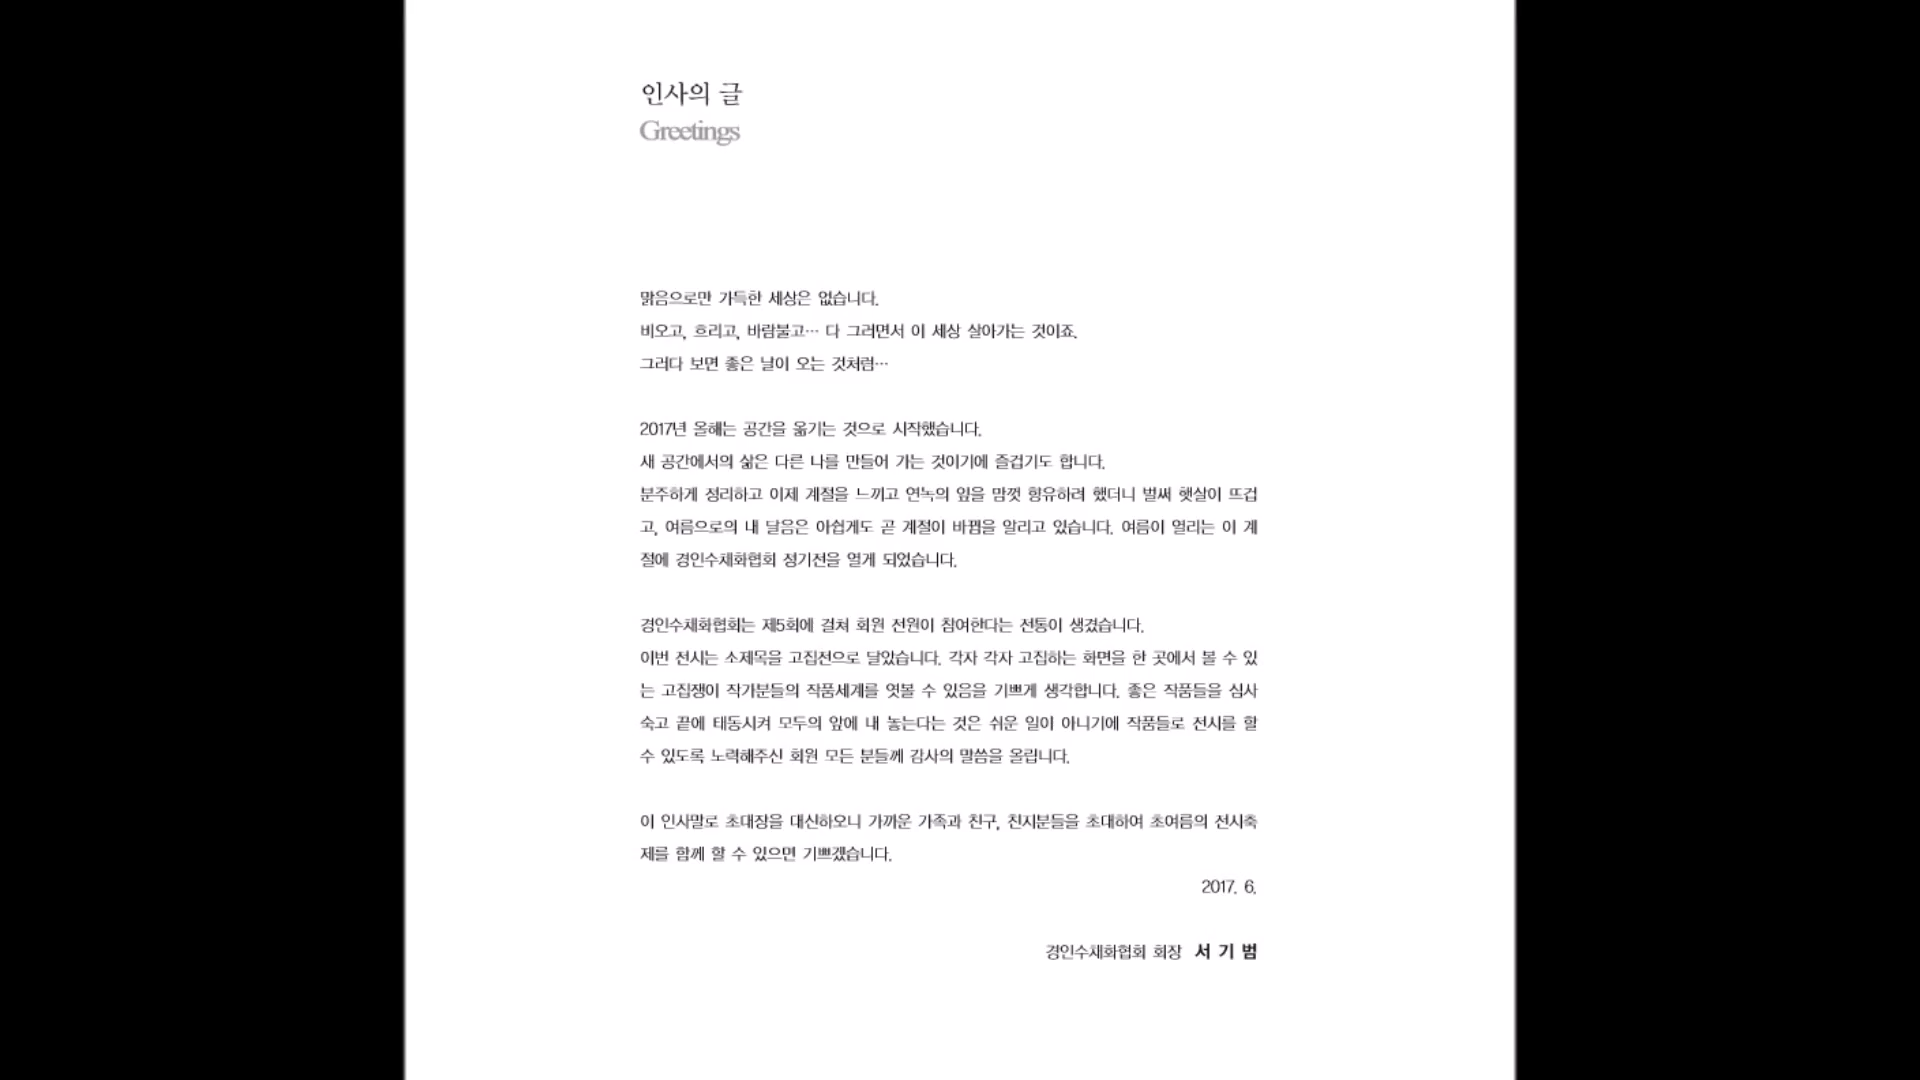 인사의 글
Greetings
맑음으로만 가득한 세상은 없습니다.
비오고, 흐리고, 바람불고… 다 그러면서 이 세상 살아가는 것이죠.
그러다 보면 좋은 날이 오는 것처럼…
2017년 올해는 공간을 옮기는 것으로 시작했습니다.
새 공간에서의 삶은 다른 나를 만들어 가는 것이기에 즐겁기도 합니다.
분주하게 정리하고 이제 계절을 느끼고 연녹의 잎을 맘껏 향유하려 했더니 벌써 햇살이 뜨겁
고, 여름으로의 내 달음은 아쉽게도 곧 계절이 바뀜을 알리고 있습니다. 여름이 열리는 이 계
절에 경인수채화협회 정기전을 열게 되었습니다.
경인수채화협회는 제5회에 걸쳐 회원 전원이 참여한다는 전통이 생겼습니다.
이번 전시는 소제목을 고집전으로 달았습니다. 각자 각자 고집하는 화면을 한 곳에서 볼 수 있
는 고집쟁이 작가분들의 작품세계를 엿볼 수 있음을 기쁘게 생각합니다. 좋은 작품들을 심사
숙고 끝에 태동시켜 모두의 앞에 내 놓는다는 것은 쉬운 일이 아니기에 작품들로 전시를 할
수 있도록 노력해주신 회원 모든 분들께 감사의 말씀을 올립니다.
이 인사말로 초대장을 대신하오니 가까운 가족과 친구, 친지분들을 초대하여 초여름의 전시축
제를 함께 할 수 있으면 기쁘겠습니다.
2017. 6.
경인수채화협회 회장 서 기 범